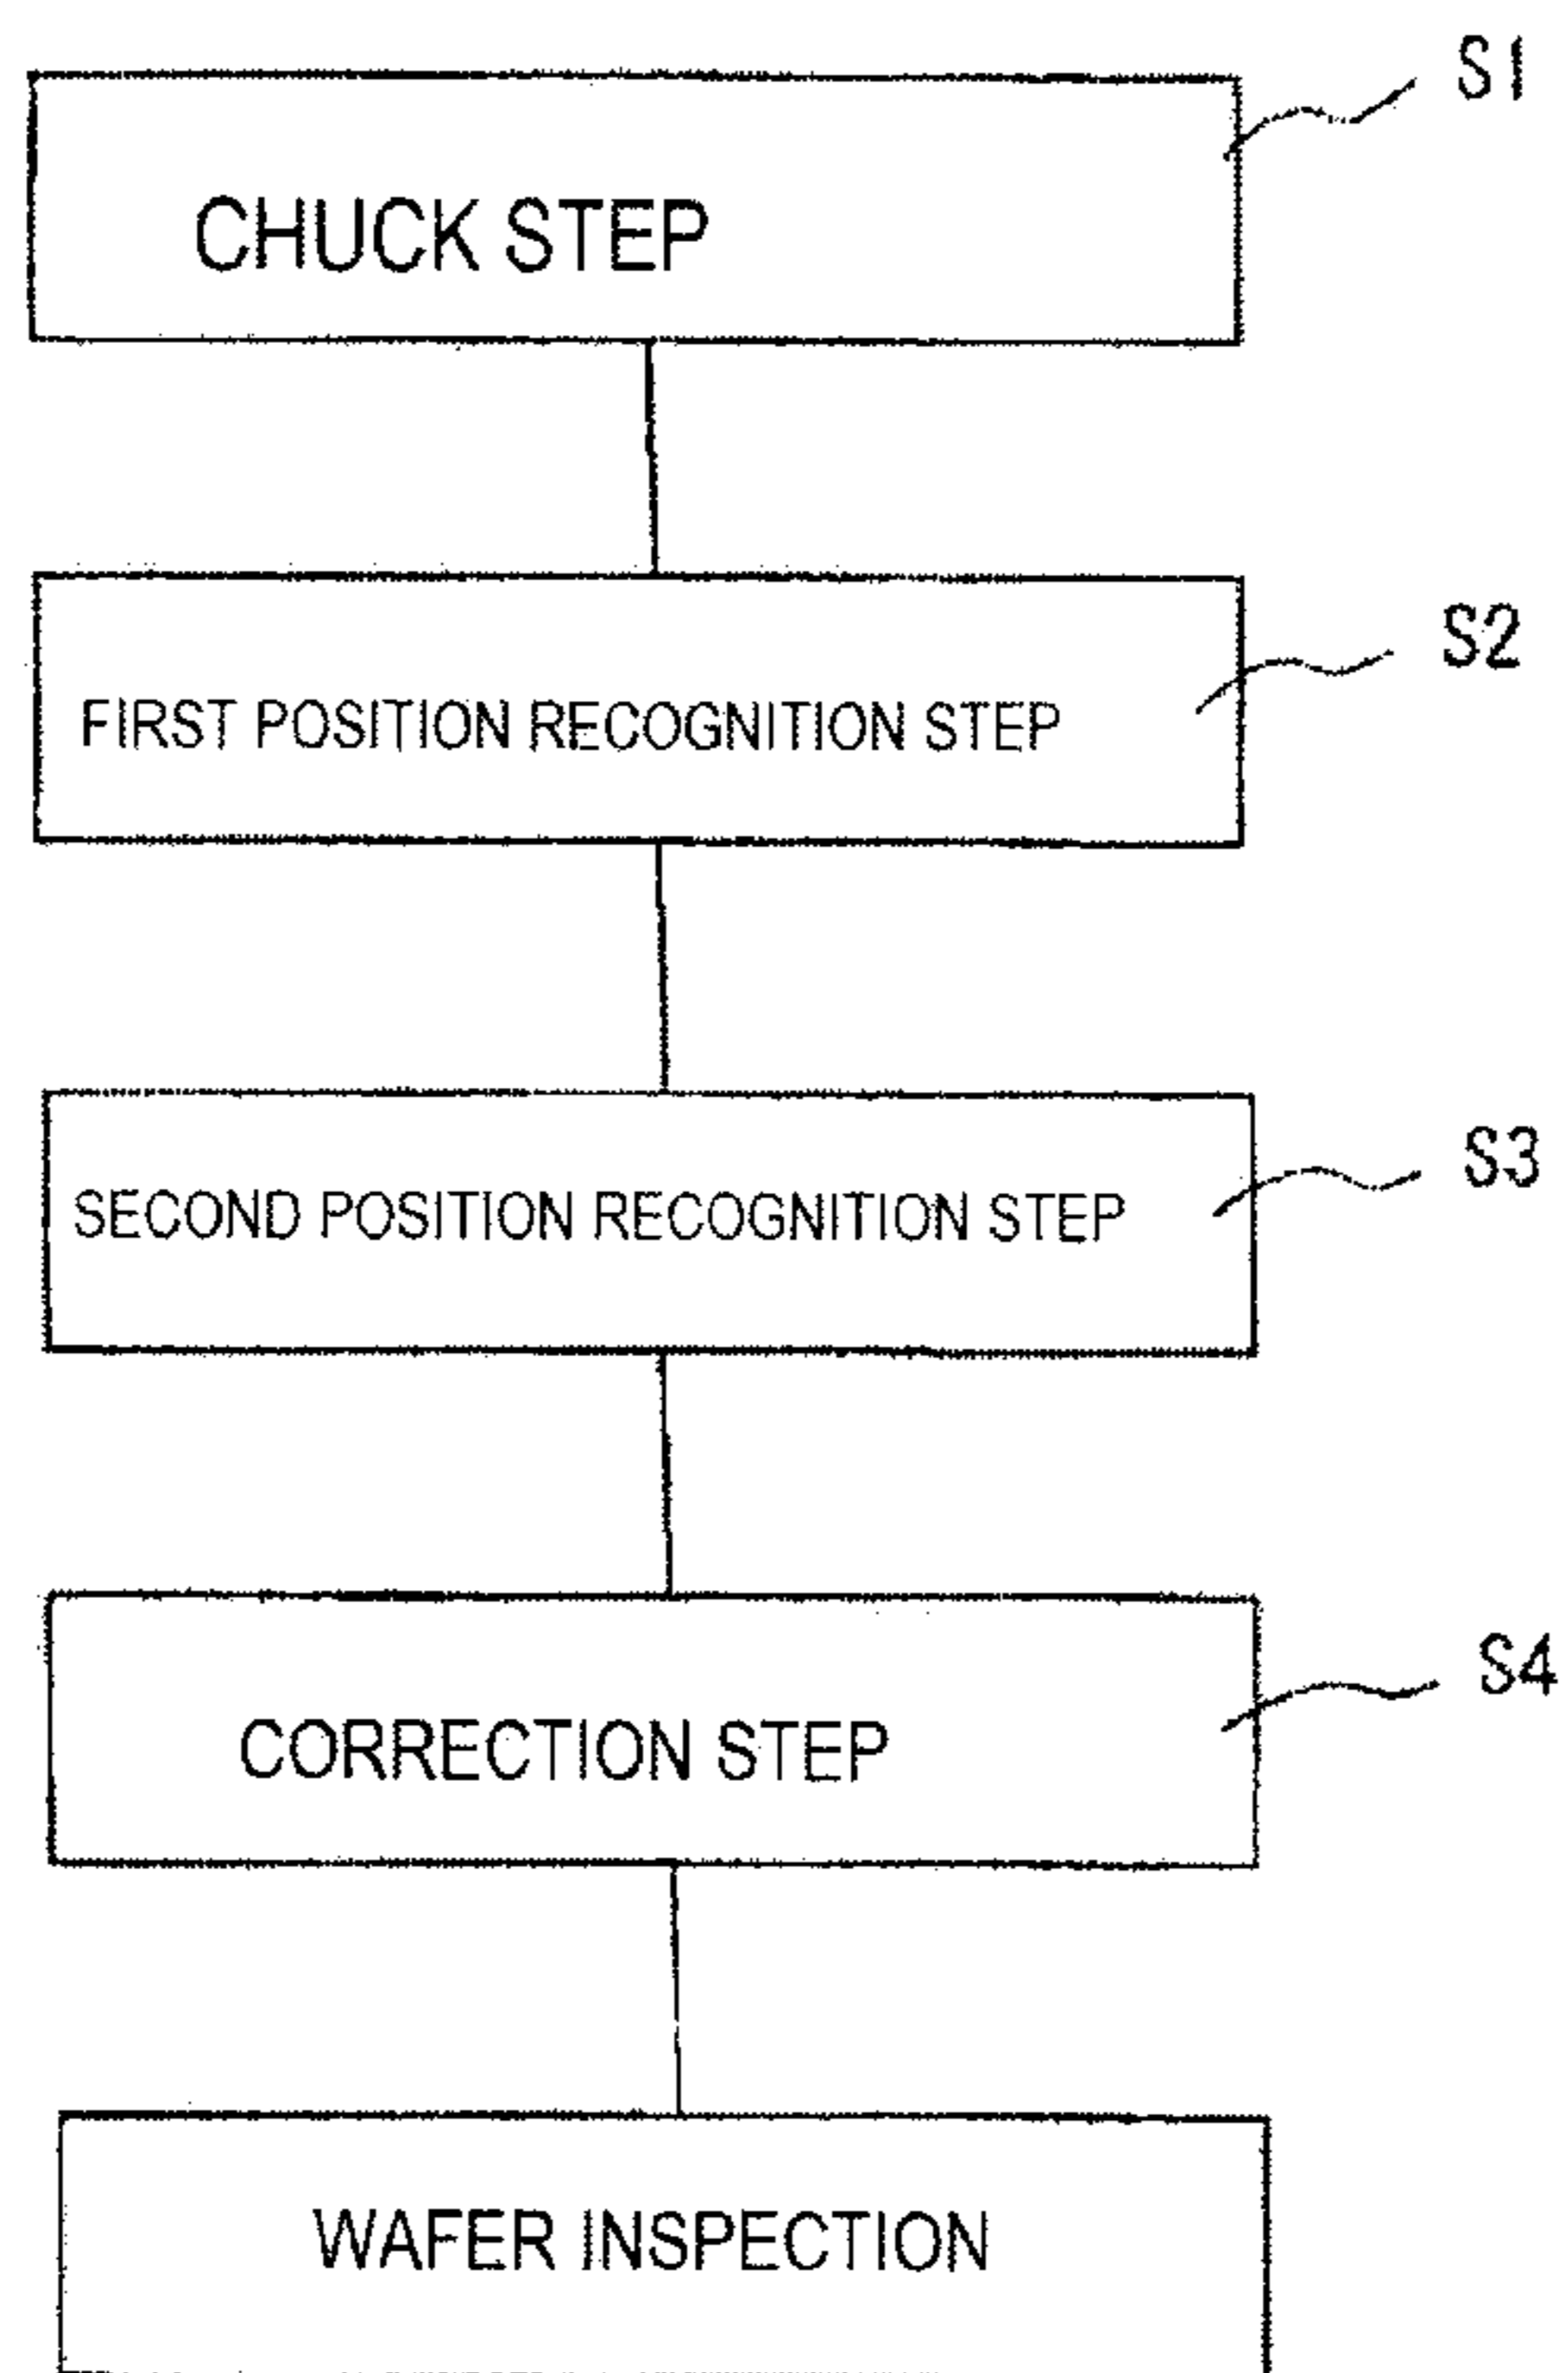 S1
CHUCK STEP
S2
FIRST POSITION RECOGNITION STEP
S3
SECOND POSITION RECOGNITION STEP
S4
CORRECTION STEP
WAFER INSPECTION